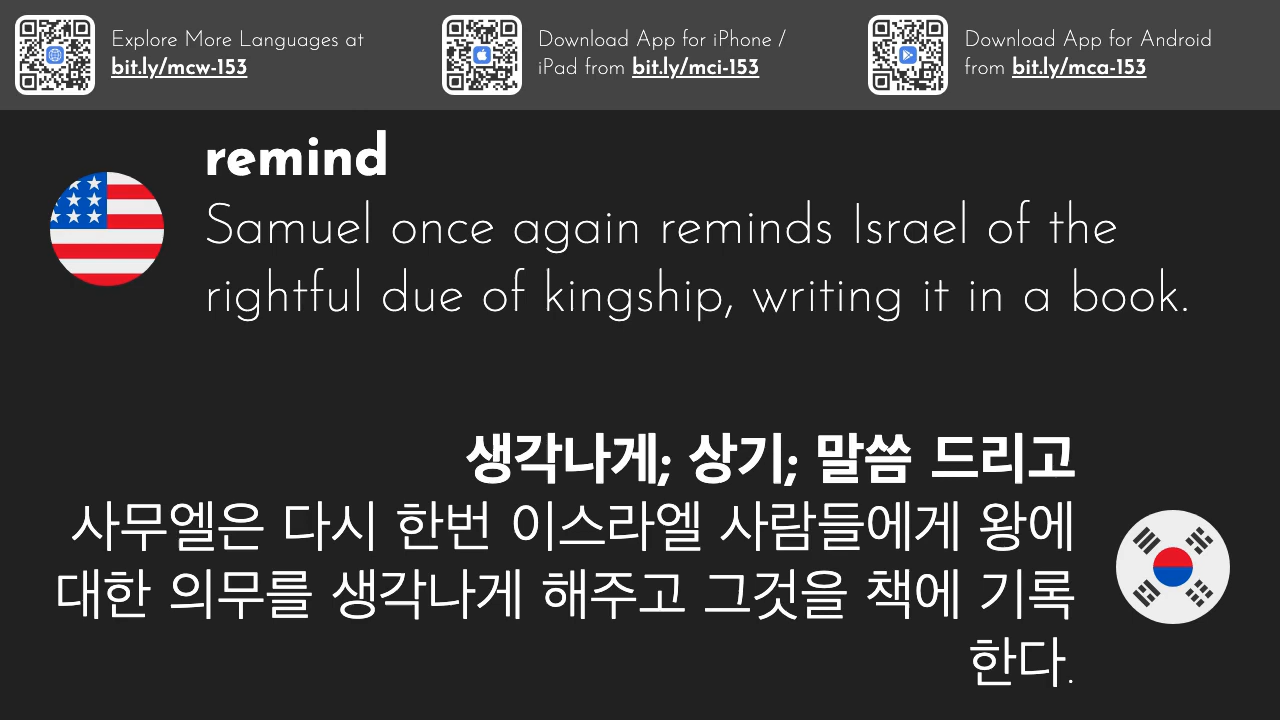 Explore More Languages at
bit.ly/mcw-153
Download App for iPhone /
iPad from bit.ly/mci-153
Download App for Android
from bit.ly/mca-153
remind
Samuel once again reminds Israel of the
rightful due of kingship, writing it in a book.
생각나게; 상기; 말씀 드리고
사무엘은 다시 한번 이스라엘 사람들에게 왕에
대한 의무를 생각나게 해주고 그것을 책에 기록
한다.